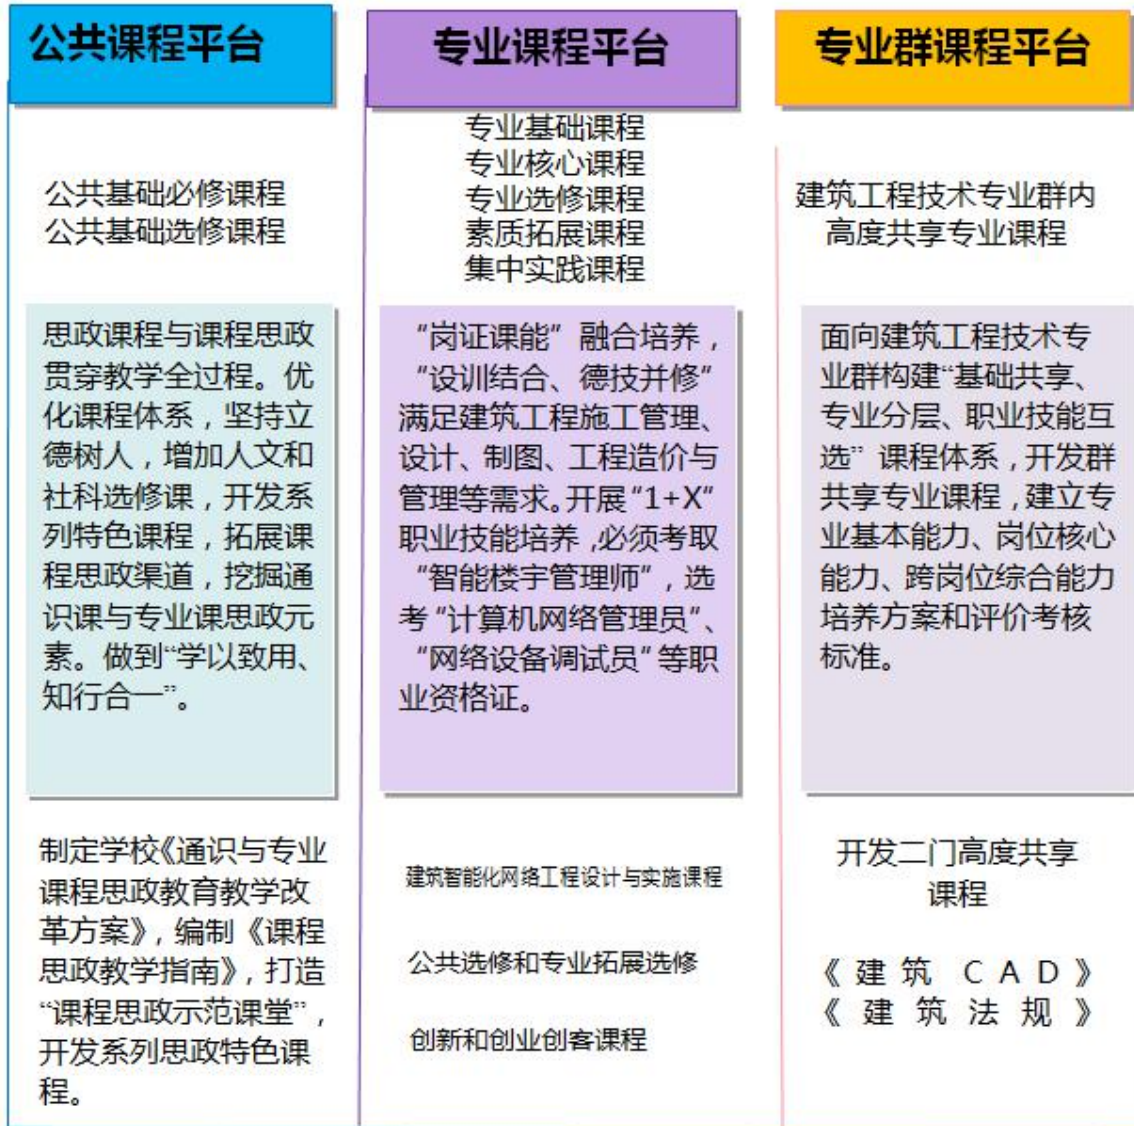 公共课程平台
公共基础必修课程
公共基础选修课程
思政课程与课程思政
贯穿教学全过程。优
化课程体系，坚持立
德树人，增加人文和
社科选修课，开发系
列特色课程，拓展课
程思政渠道，挖掘通
识课与专业课思政元
素。做到“学以致用、
知行合一”。
制定学校《通识与专业
课程思政教育教学改
革方案》，编制《课程
思政教学指南》，打造
“课程思政示范课堂”，
开发系列思政特色课
程。
专业课程平台
专业基础课程
专业核心课程
专业选修课程
素质拓展课程
集中实践课程
“岗证课能”融合培养，
“设训结合、德技并修”
满足建筑工程施工管理、
设计、制图、工程造价与
管理等需求。开展“1+X”
职业技能培养，必须考取
“智能楼宇管理师”，选
考“计算机网络管理员”、
“网络设备调试员”等职
业资格证。
建筑智能化网络工程设计与实施课程
公共选修和专业拓展选修
创新和创业创客课程
专业群课程平台
建筑工程技术专业群内
高度共享专业课程
面向建筑工程技术专
业群构建“基础共享、
专业分层、职业技能互
选”课程体系，开发群
共享专业课程，建立专
业基本能力、岗位核心
能力、跨岗位综合能力
培养方案和评价考核
标准。
开发二门高度共享
课程
《建筑 CAD》
《建筑法规》